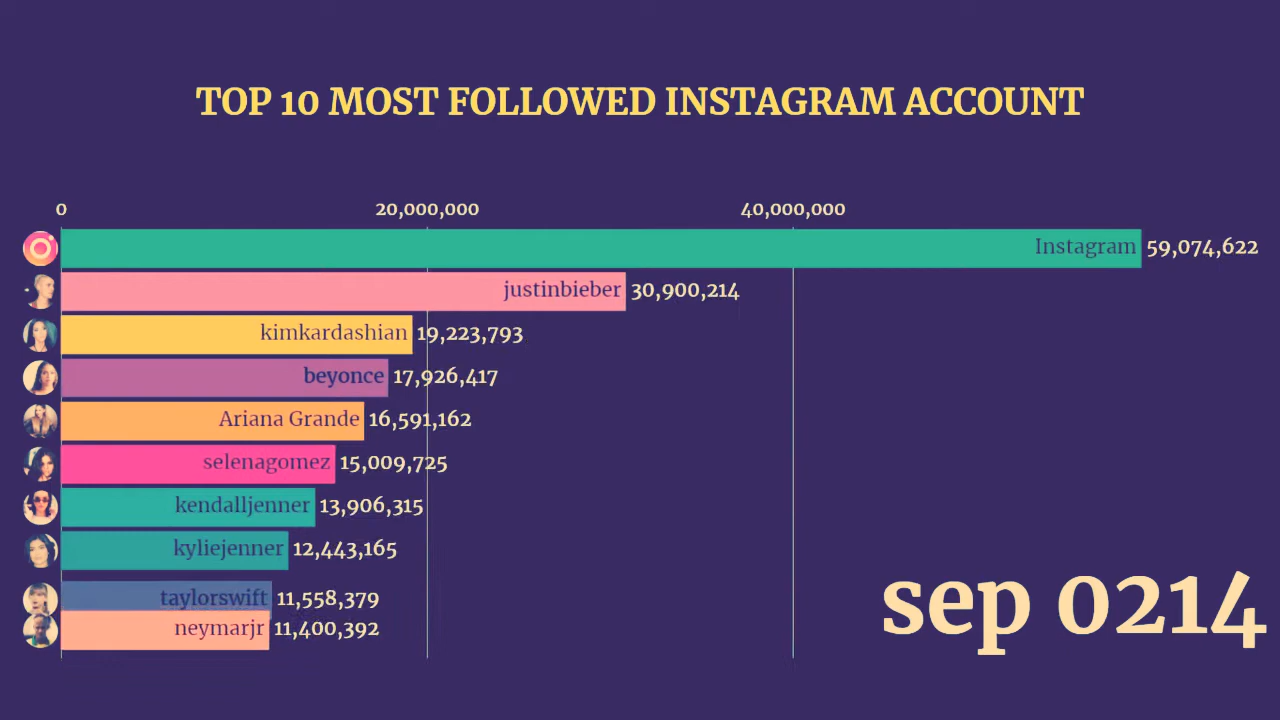 TOP 10 MOST FOLLOWED INSTAGRAM ACCOUNT
0 20,000,000 40,000,000
Instagram 59,074,622
justinbieber 30,900,214
kimkardashian 19,223,793
beyonce 17,926,417
Ariana Grande 16,591,162
selenagomez 15,009,725
kendalljenner 13,906,315
kyliejenner 12,443,165
taylorswift 11,558,379
neymarjr 11,400,392
sep 0214